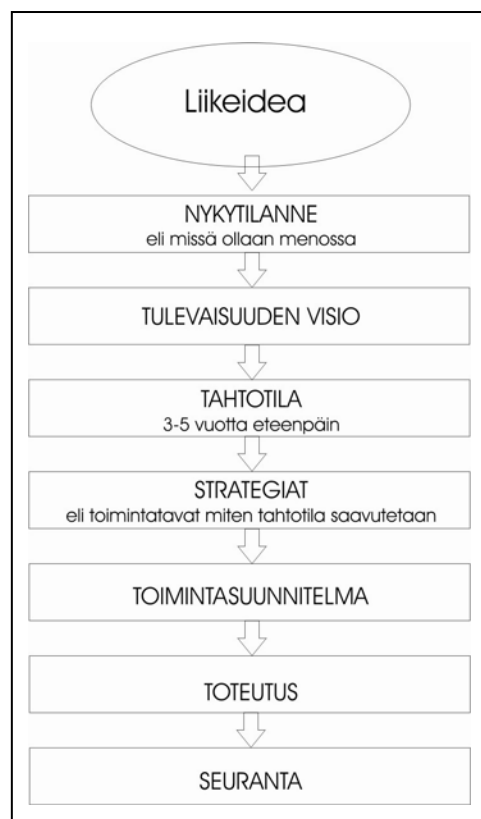 Liikeidea
NYKYTILANNE
eli missä ollaan menossa
TULEVAISUUDEN VISIO
TAHTOTILA
3-5 vuotta eteenpäin
STRATEGIAT
eli toimintatavat miten tahtotila saavutetaan
TOIMINTASUUNNITELMA
TOTEUTUS
SEURANTA